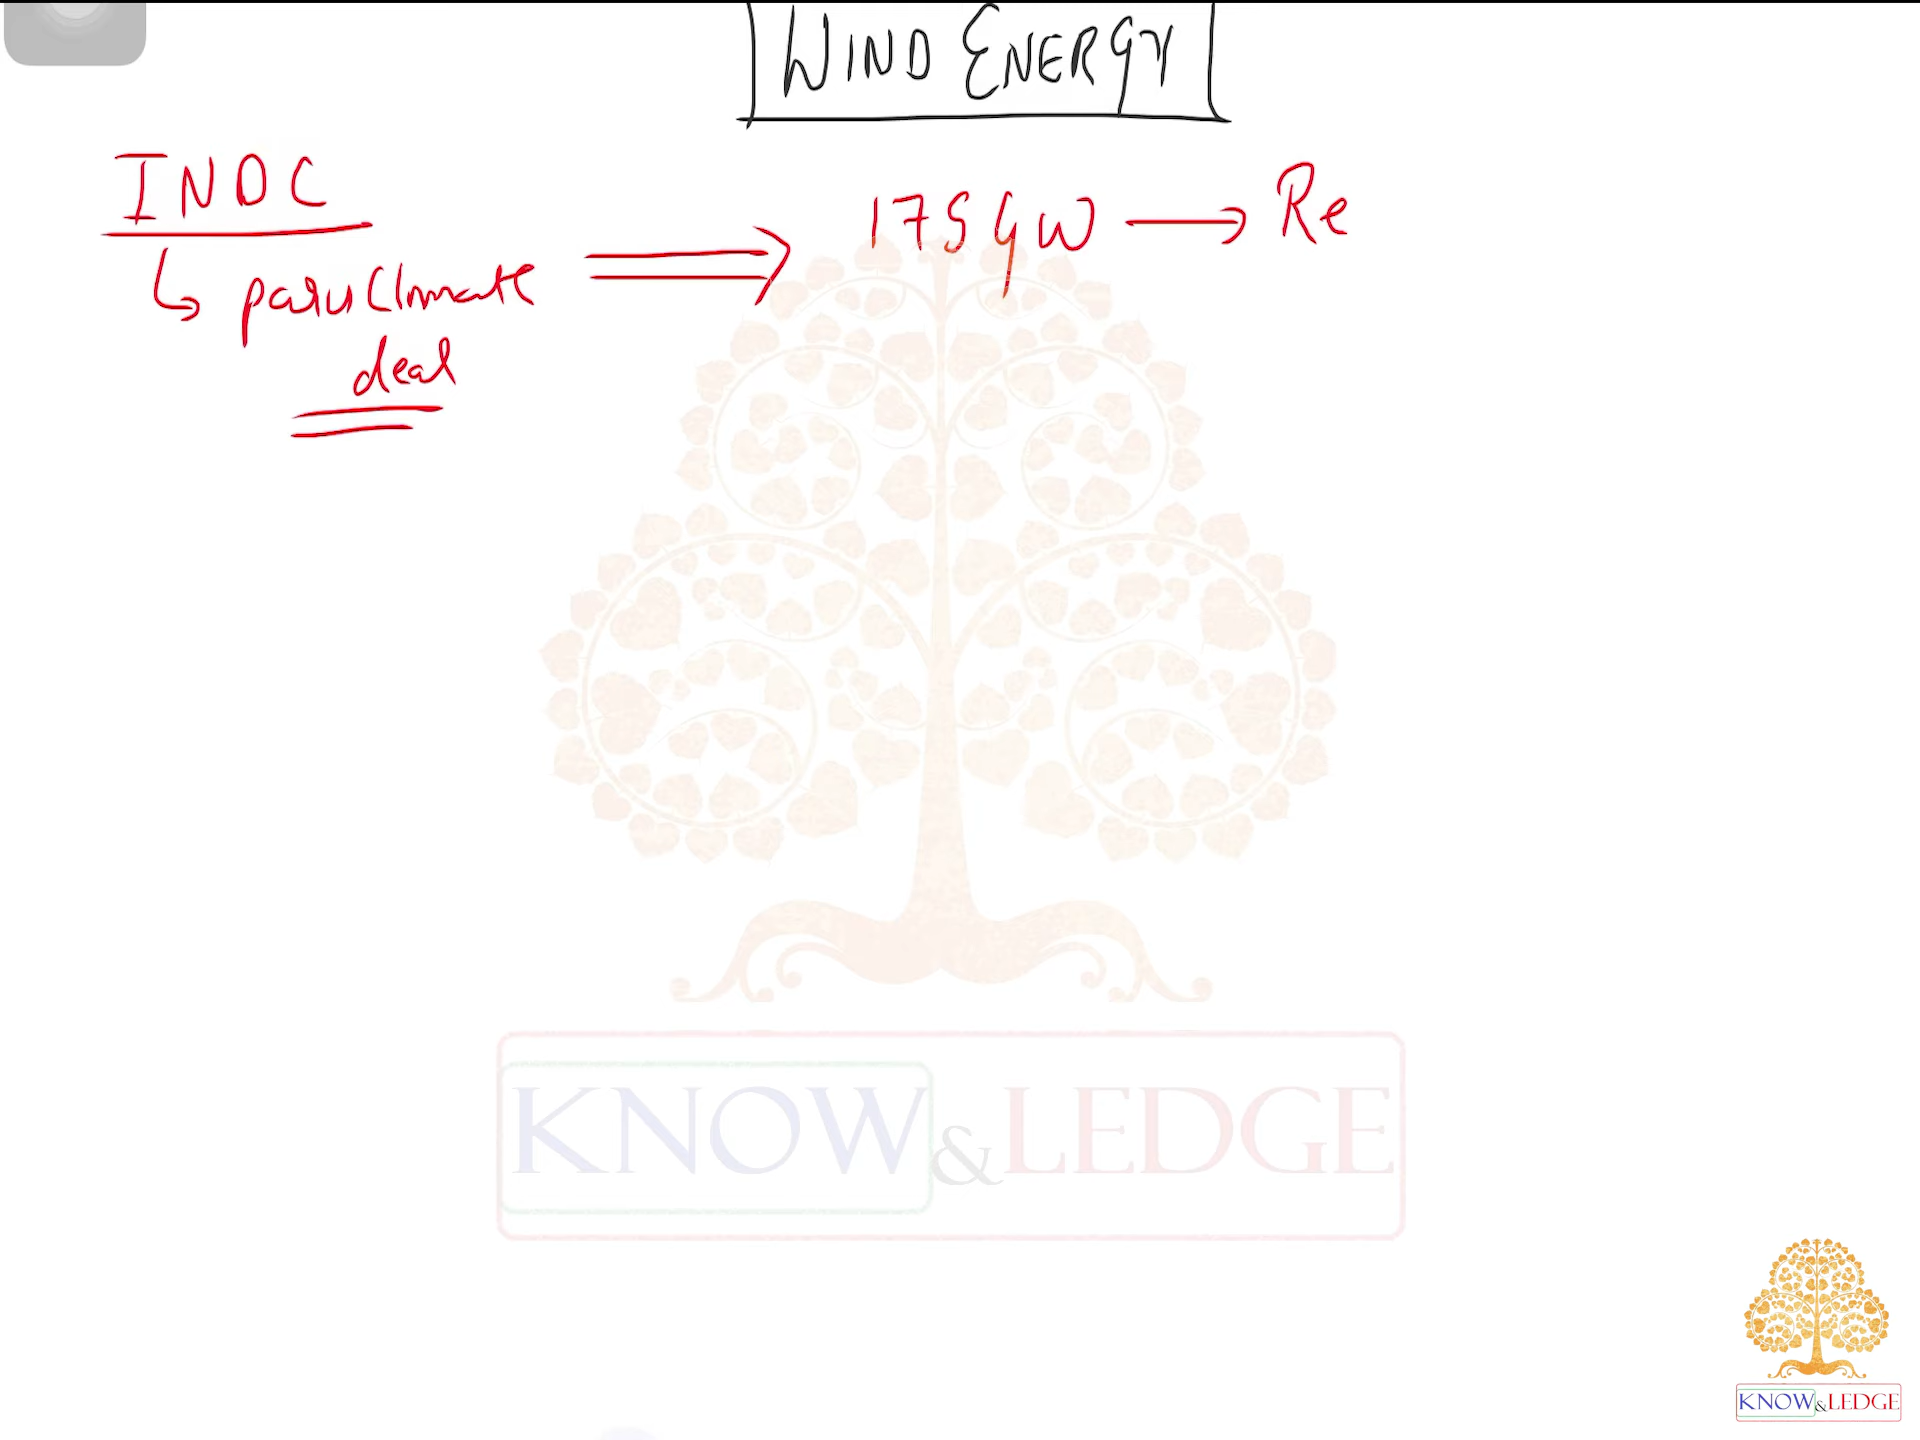 WIND ENERGY
INDC
175 GW → Re
↳ paris Climate
deal
KNOW&LEDGE
KNOW&LEDGE